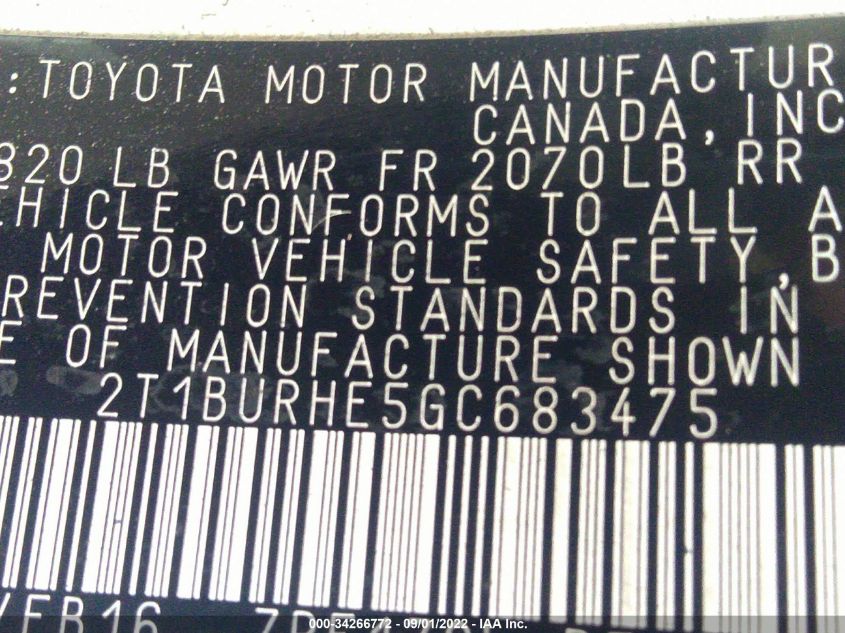 :TOYOTA MOTOR MANUFACTUR
CANADA, INC
820 LB GAWR FR 2070LB RR
EHICLE CONFORMS TO ALL A
MOTOR VEHICLE SAFETY, B
REVENTION STANDARDS IN
E OF MANUFACTURE SHOWN
2T1BURHE5GC683475
000-34266772 - 09/01/2022 - IAA Inc.